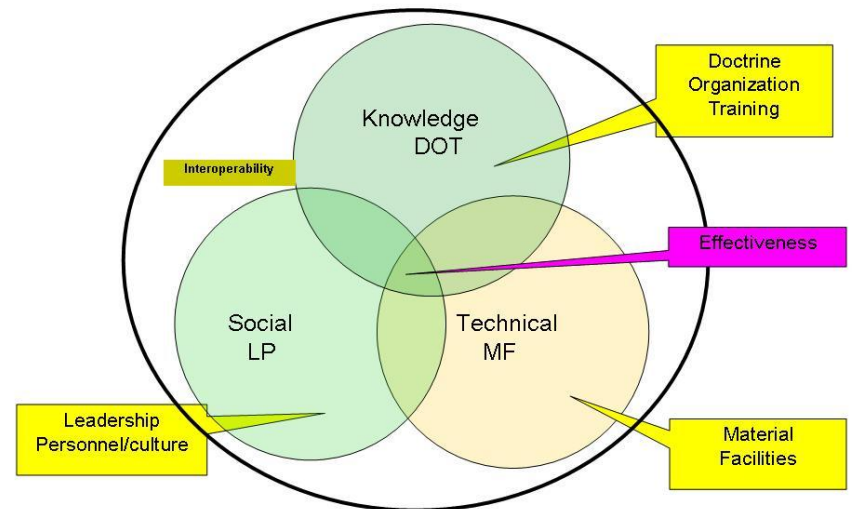 Knowledge
DOT
Doctrine
Organization
Training
Interoperability
Effectiveness
Social
LP
Technical
MF
Leadership
Personnel/culture
Material
Facilities